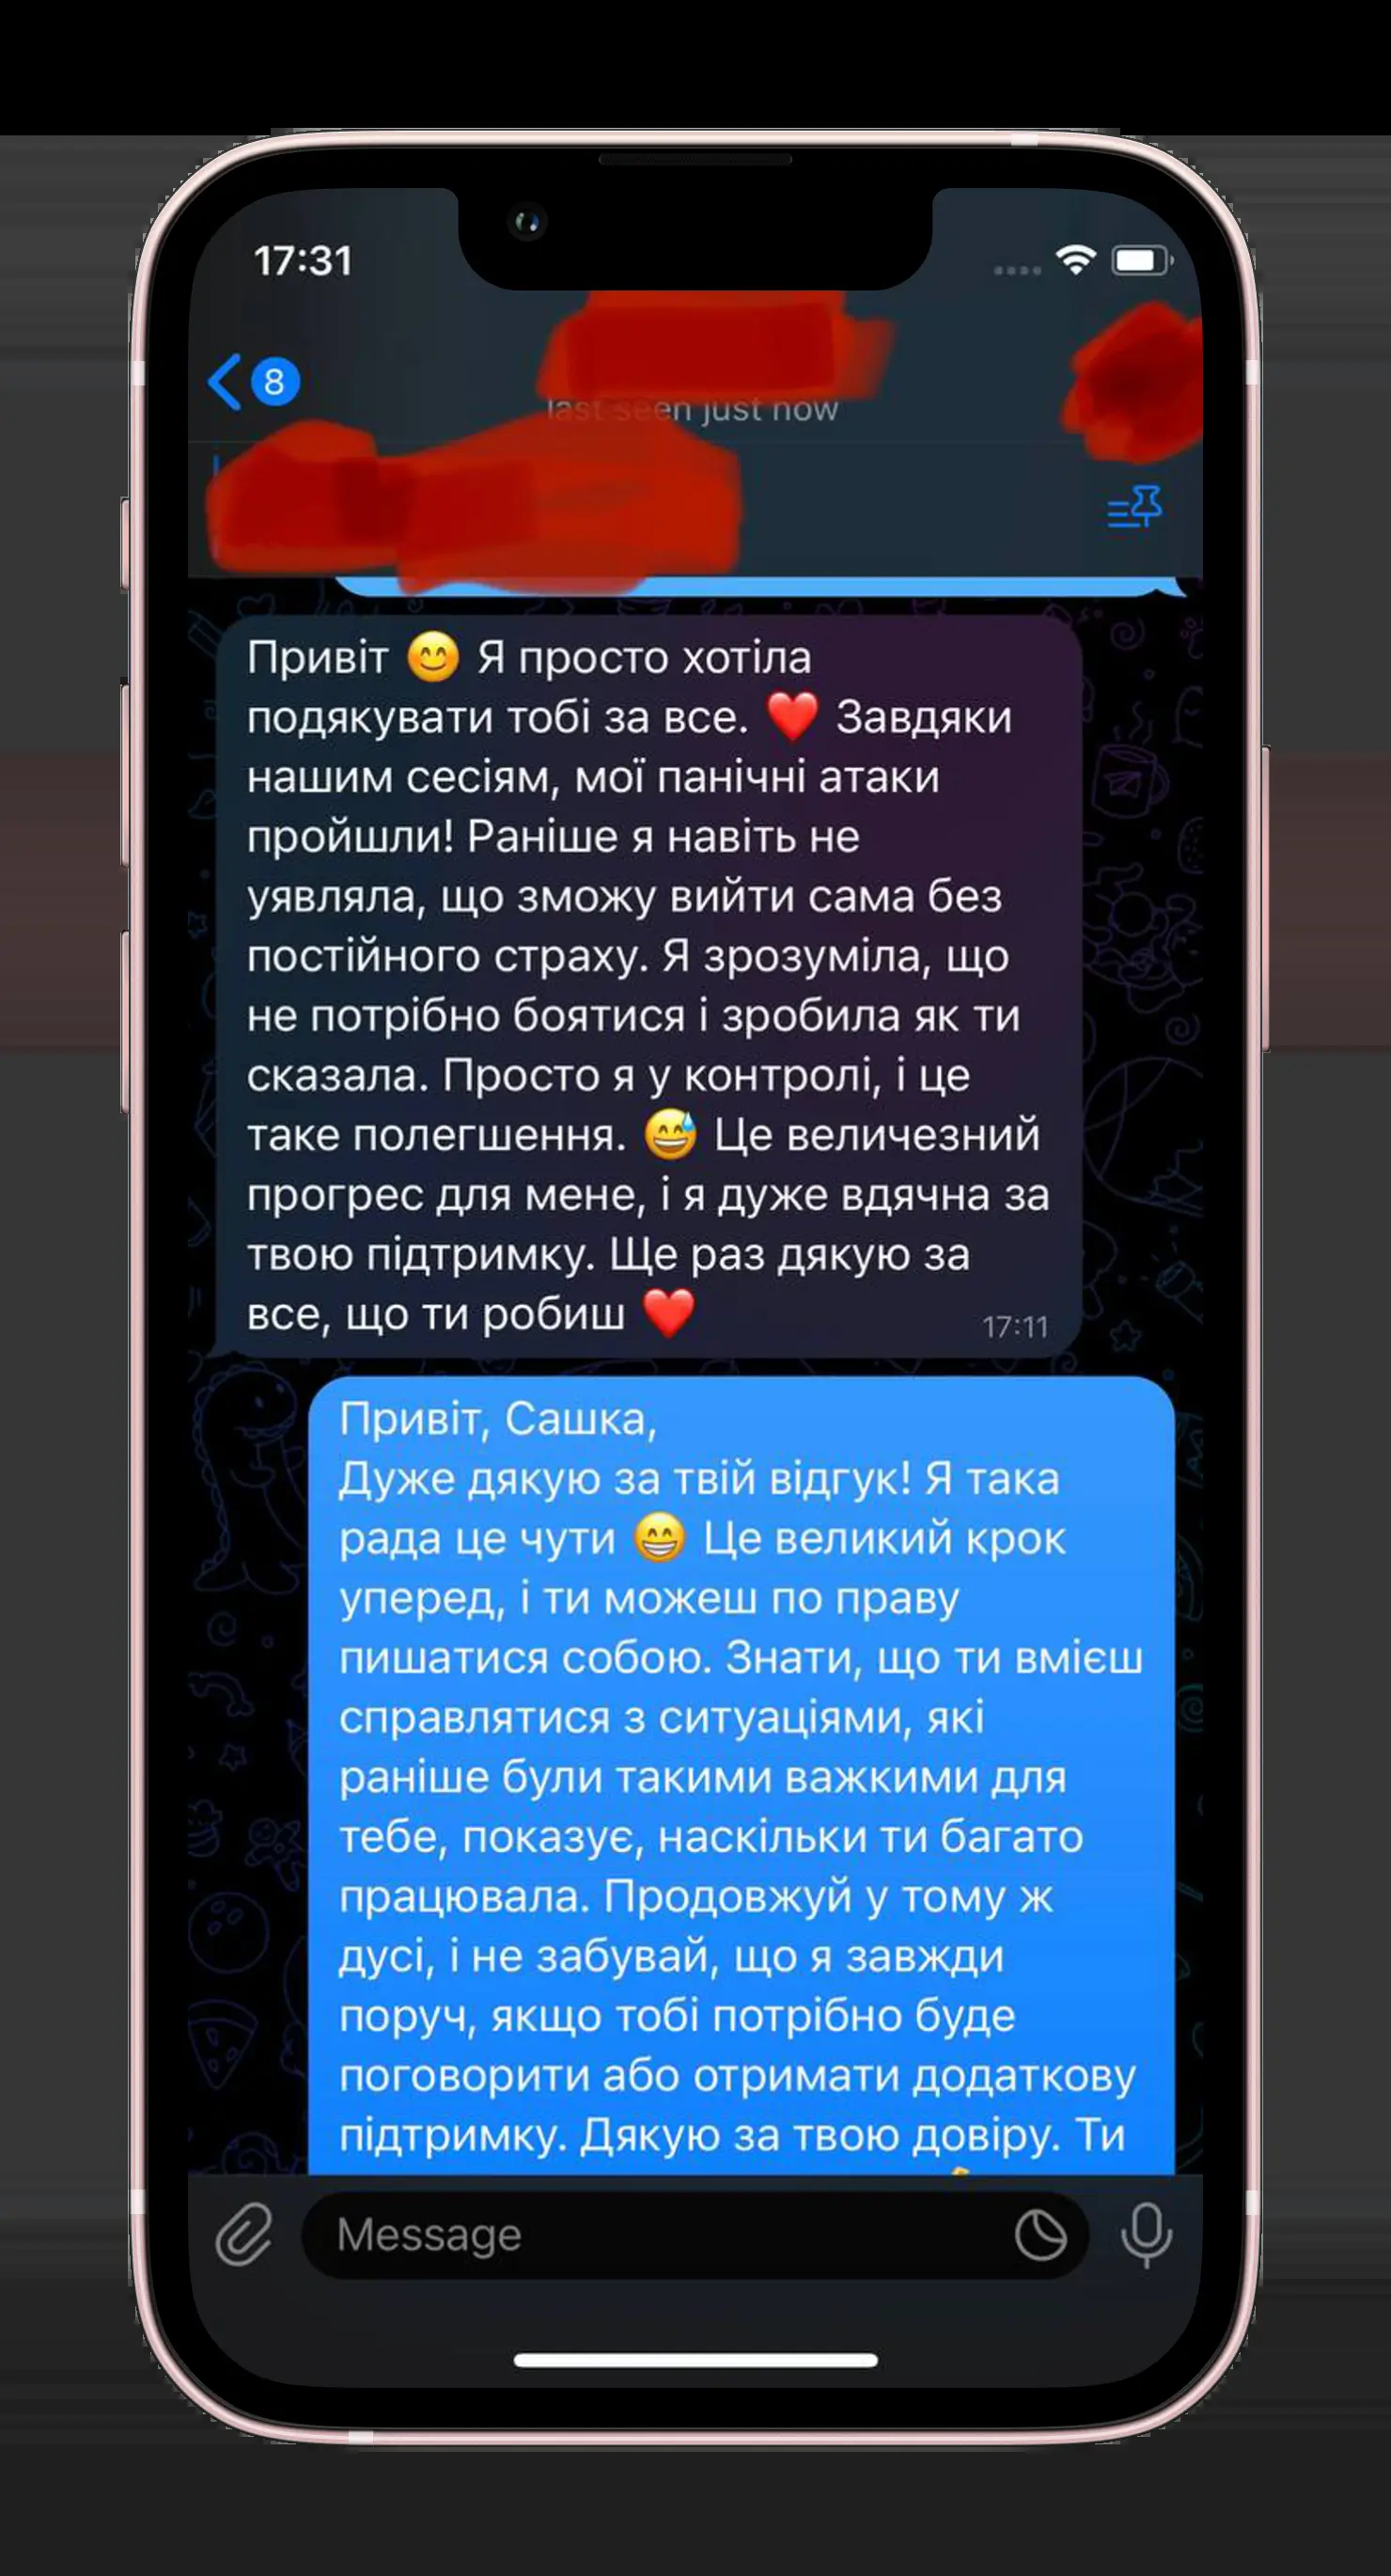 17:31
8
last seen just now
Привіт 😊 Я просто хотіла
подякувати тобі за все. ❤️ Завдяки
нашим сесіям, мої панічні атаки
пройшли! Раніше я навіть не
уявляла, що зможу вийти сама без
постійного страху. Я зрозуміла, що
не потрібно боятися і зробила як ти
сказала. Просто я у контролі, і це
таке полегшення. 😅 Це величезний
прогрес для мене, і я дуже вдячна за
твою підтримку. Ще раз дякую за
все, що ти робиш ❤️
17:11
Привіт, Сашка,
Дуже дякую за твій відгук! Я така
рада це чути 😁 Це великий крок
уперед, і ти можеш по праву
пишатися собою. Знати, що ти вмієш
справлятися з ситуаціями, які
раніше були такими важкими для
тебе, показує, наскільки ти багато
працювала. Продовжуй у тому ж
дусі, і не забувай, що я завжди
поруч, якщо тобі потрібно буде
поговорити або отримати додаткову
підтримку. Дякую за твою довіру. Ти
Message